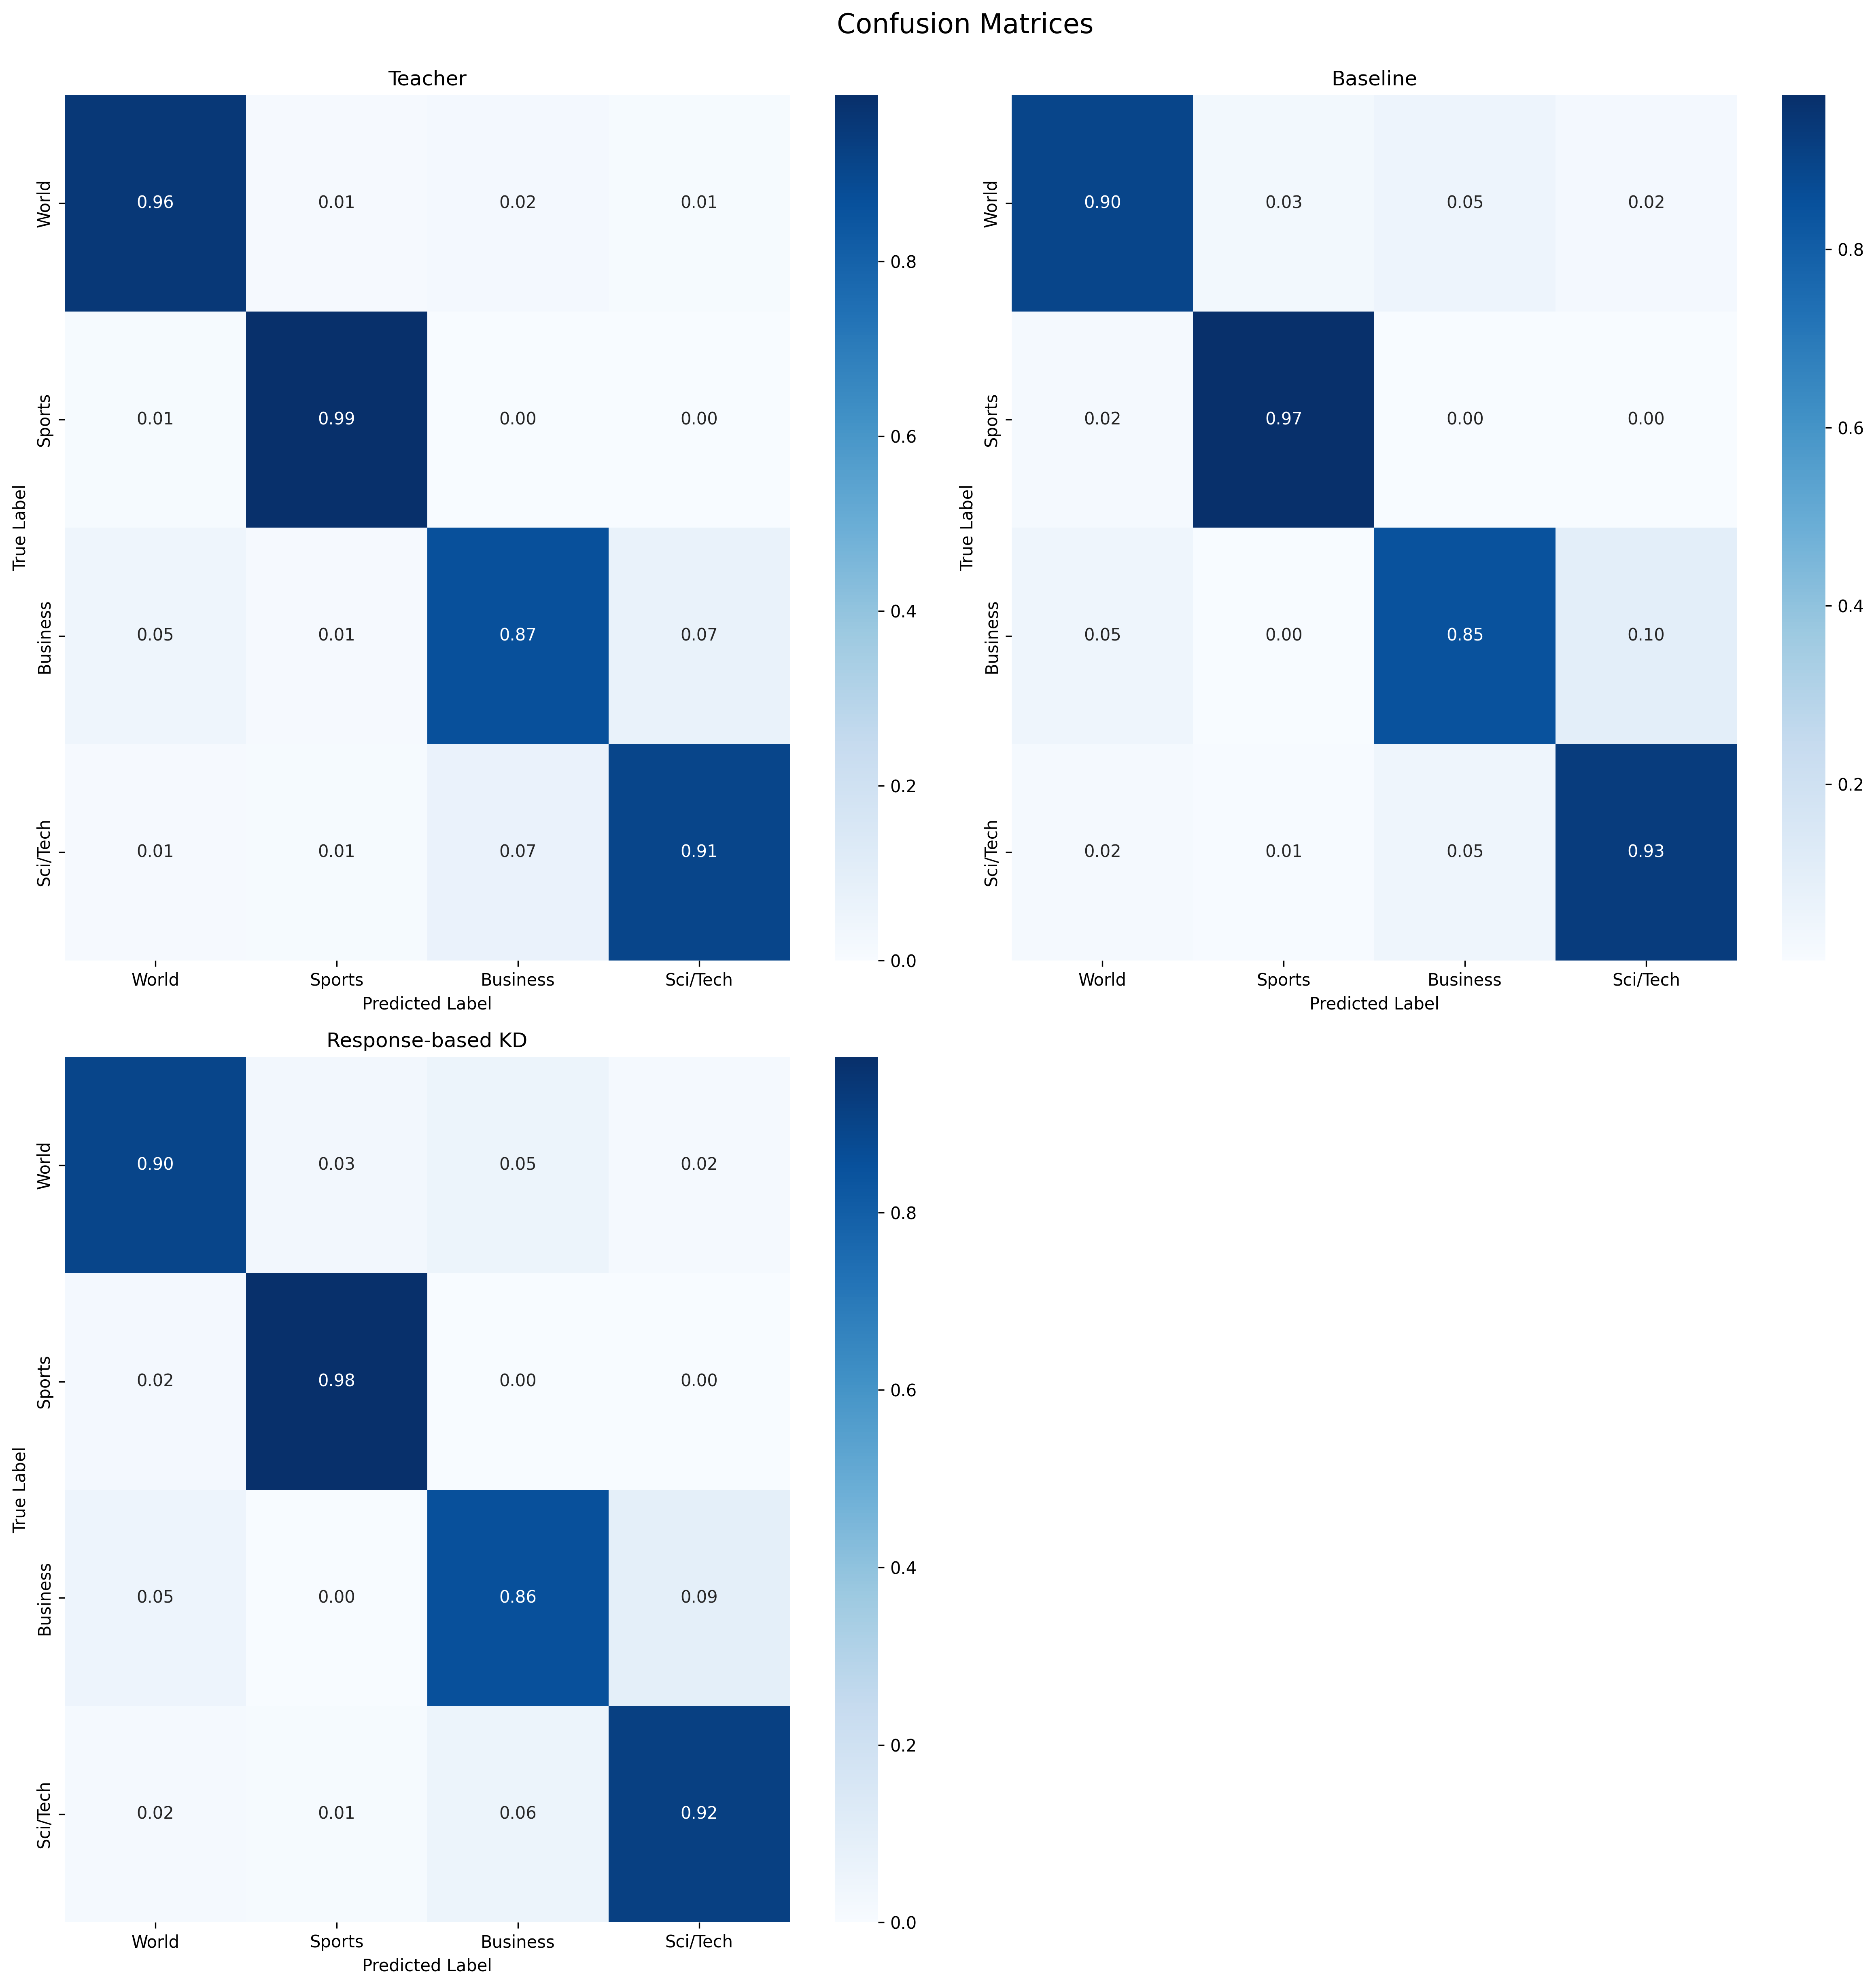 Confusion Matrices
Teacher
World 0.96 0.01 0.02 0.01
0.8
Sports 0.01 0.99 0.00 0.00
0.6
True Label
Business 0.05 0.01 0.87 0.07
0.4
0.2
Sci/Tech 0.01 0.01 0.07 0.91
0.0
World Sports Business Sci/Tech
Predicted Label
Baseline
World 0.90 0.03 0.05 0.02
0.8
Sports 0.02 0.97 0.00 0.00
0.6
True Label
Business 0.05 0.00 0.85 0.10
0.4
0.2
Sci/Tech 0.02 0.01 0.05 0.93
World Sports Business Sci/Tech
Predicted Label
Response-based KD
World 0.90 0.03 0.05 0.02
0.8
Sports 0.02 0.98 0.00 0.00
0.6
True Label
Business 0.05 0.00 0.86 0.09
0.4
0.2
Sci/Tech 0.02 0.01 0.06 0.92
0.0
World Sports Business Sci/Tech
Predicted Label